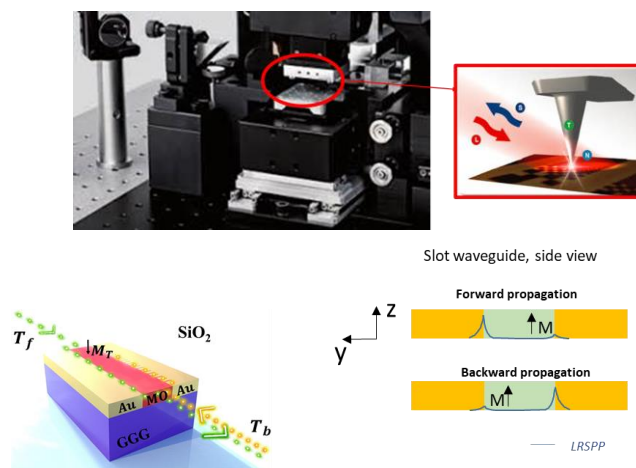 S
T
L
N
Slot waveguide, side view
Forward propagation
z
M
y
Backward propagation
M
LRSPP
SiO₂
T_f
M_T
Au
MO
Au
GGG
T_b